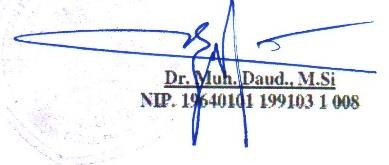 Dr. Muh. Daud., M.Si
NIP. 19640101 199103 1 008